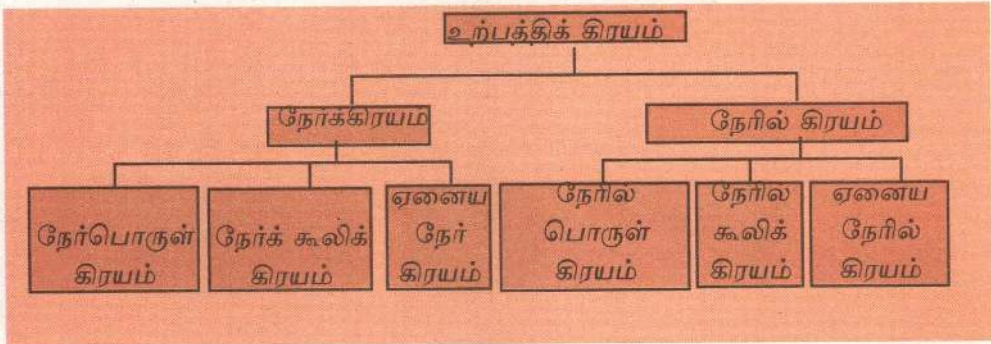 உற்பத்திக் கிரயம்
நேர்க்கிரயம்
நேரில் கிரயம்
நேர்பொருள்
கிரயம்
நேர்க் கூலிக்
கிரயம்
ஏனைய
நேர்
கிரயம்
நேரில
பொருள்
கிரயம்
நேரில
கூலிக்
கிரயம்
ஏனைய
நேரில்
கிரயம்